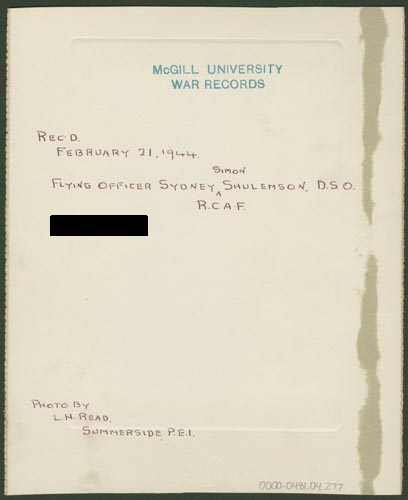 McGILL UNIVERSITY
WAR RECORDS
REC'D.
FEBRUARY 21, 1944.
SIMON
FLYING OFFICER SYDNEY ^ SHULEMSON, D.S.O.
R.C.A.F.
PHOTO BY
L.H. READ,
SUMMERSIDE, P.E.I.
0000-0481.04.277